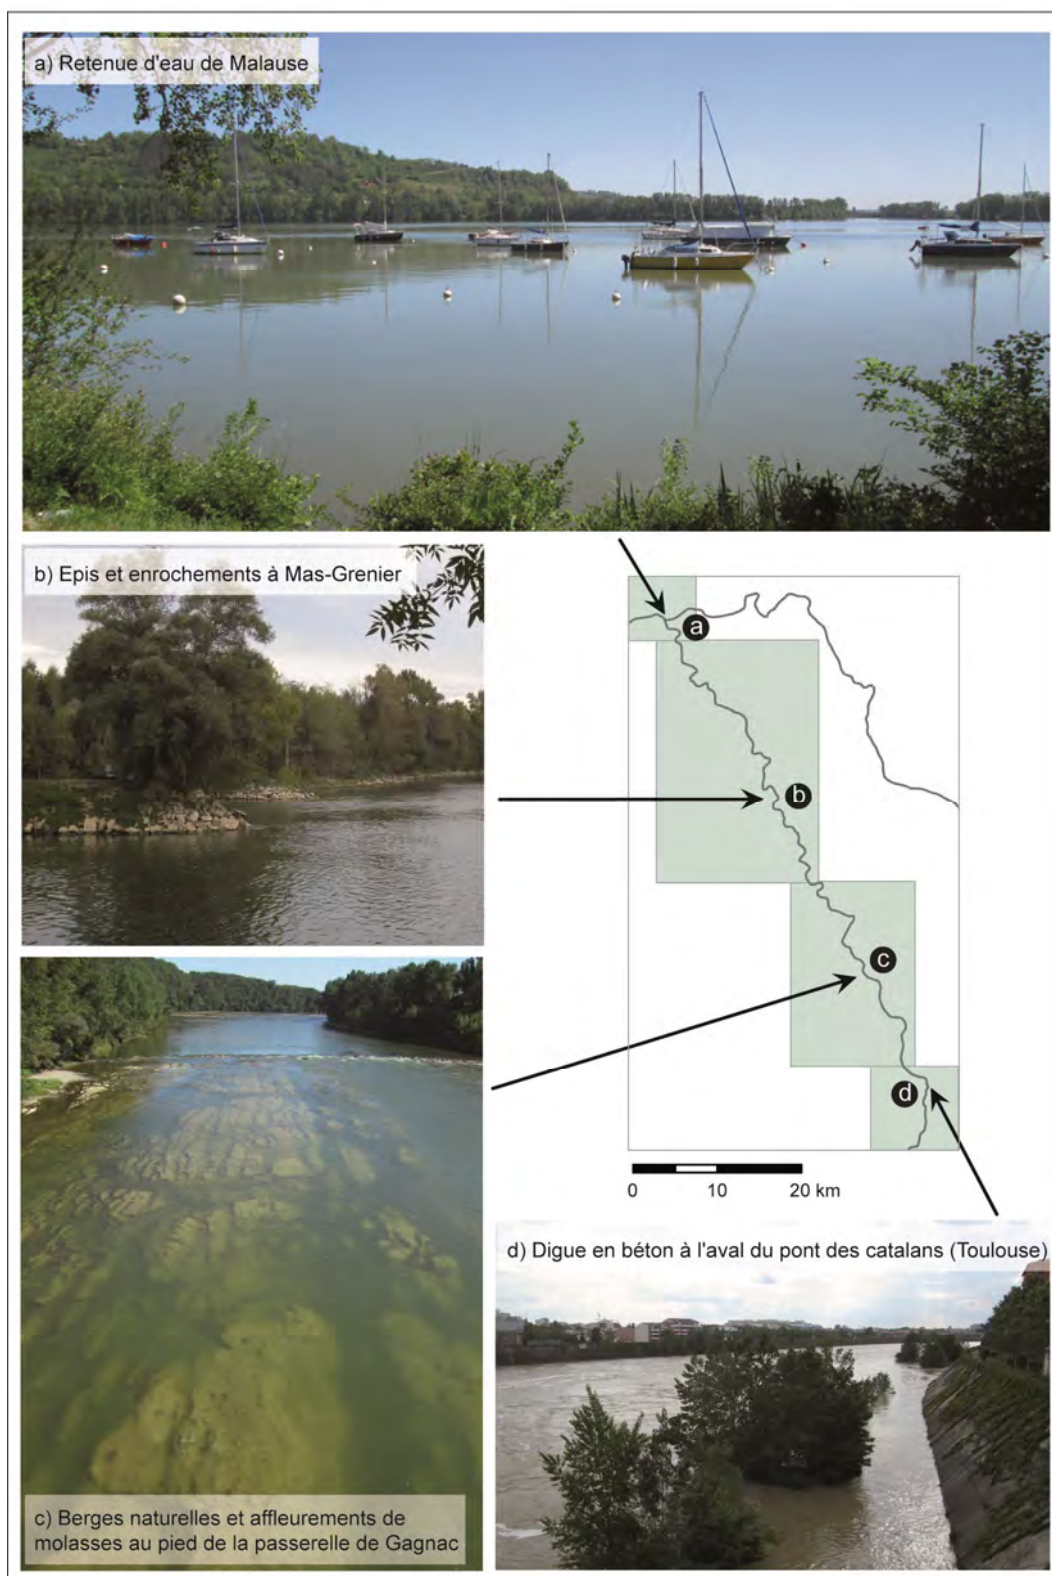 a) Retenue d'eau de Malause
b) Epis et enrochements à Mas-Grenier
a
b
c
d
0 10 20 km
d) Digue en béton à l'aval du pont des catalans (Toulouse)
c) Berges naturelles et affleurements de
molasses au pied de la passerelle de Gagnac